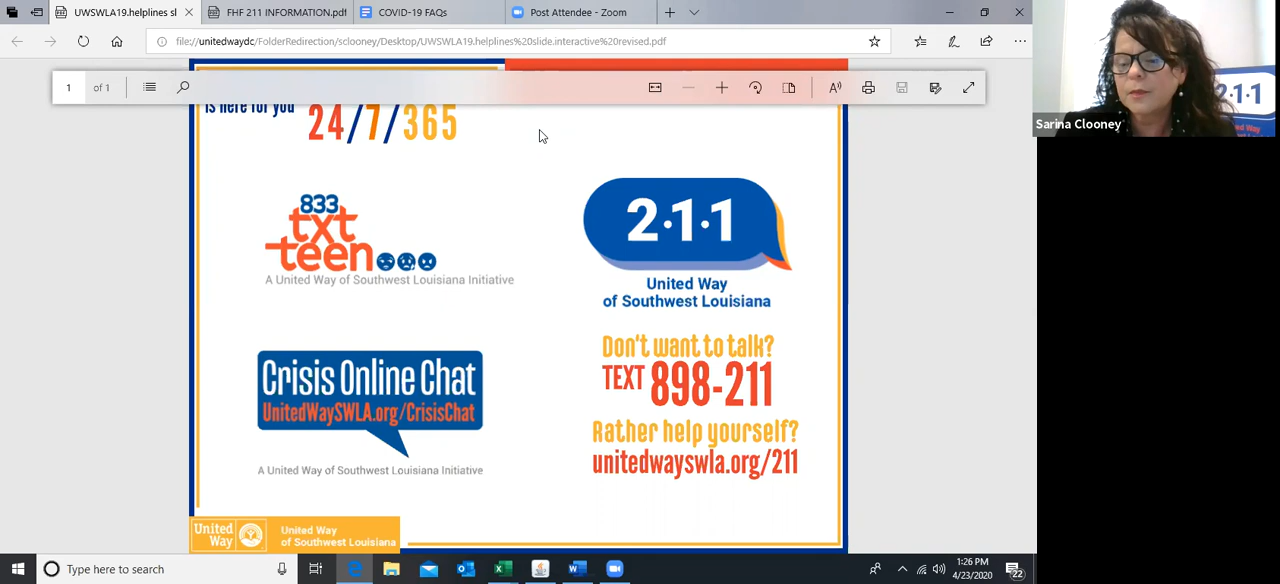 UWSWLA19.helplines sl
FHF 211 INFORMATION.pdf
COVID-19 FAQs
Post Attendee - Zoom
file://unitedwaydc/FolderRedirection/sclooney/Desktop/UWSWLA19.helplines%20slide.interactive%20revised.pdf
1 of 1
is here for you
24/7/365
833
txt
teen
A United Way of Southwest Louisiana Initiative
2·1·1
United Way
of Southwest Louisiana
Crisis Online Chat
UnitedWaySWLA.org/CrisisChat
A United Way of Southwest Louisiana Initiative
Don't want to talk?
TEXT 898-211
Rather help yourself?
unitedwayswla.org/211
United
Way
United Way
of Southwest Louisiana
2·1·1
United Way
Sarina Clooney
Type here to search
1:26 PM
4/23/2020
22